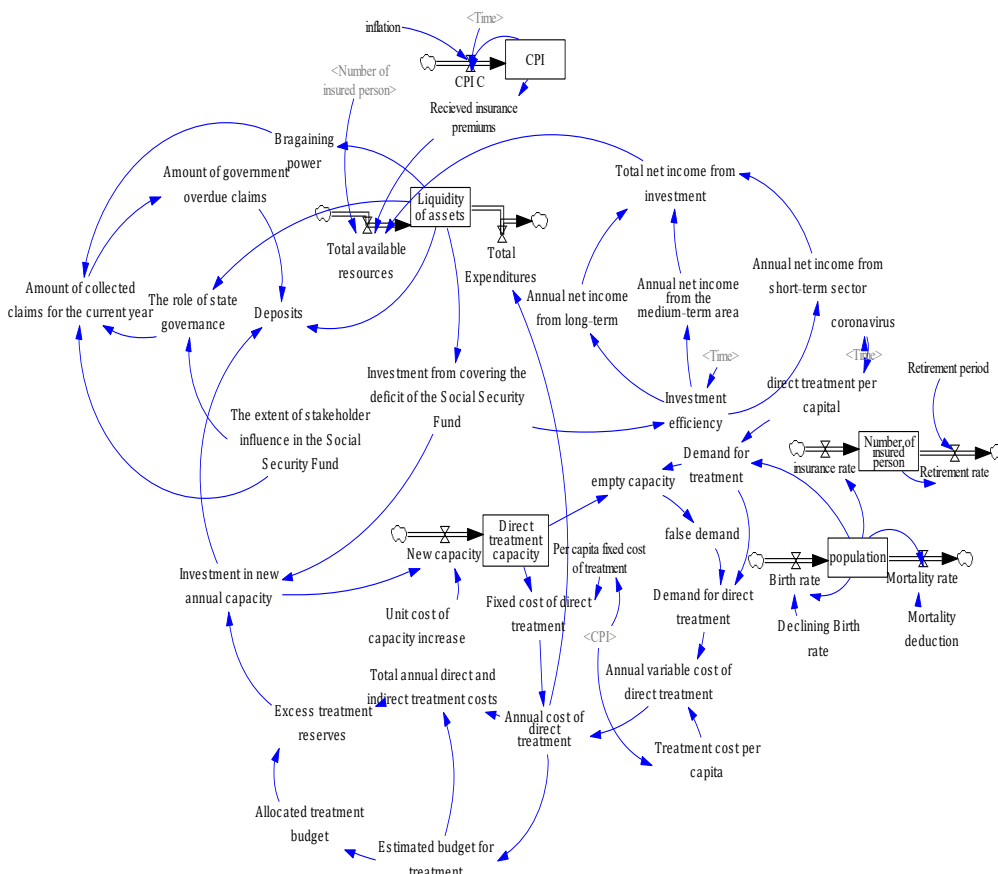 inflation
<Time>
CPI
CPI C
<Number of
insured person>
Recieved insurance
premiums
Bragaining
power
Amount of government
overdue claims
Liquidity
of assets
Total net income from
investment
Total available
resources
Total
Expenditures
Amount of collected
claims for the current year
The role of state
governance
Deposits
Annual net income
from long-term
Annual net income
from the
medium-term area
Annual net income from
short-term sector
coronavirus
<Time>
<Time>
Retirement period
Investment from covering the
deficit of the Social Security
Fund
Investment
efficiency
direct treatment per
capital
The extent of stakeholder
influence in the Social
Security Fund
Demand for
treatment
insurance rate
Number of
insured
person
Retirement rate
empty capacity
Direct
treatment
capacity
New capacity
false demand
Per capita fixed cost
of treatment
population
Birth rate
Mortality rate
Investment in new
annual capacity
Unit cost of
capacity increase
Fixed cost of direct
treatment
Demand for direct
treatment
Declining Birth
rate
Mortality
deduction
<CPI>
Total annual direct and
indirect treatment costs
Annual variable cost of
direct treatment
Excess treatment
reserves
Annual cost of
direct
treatment
Treatment cost per
capita
Allocated treatment
budget
Estimated budget for
treatment